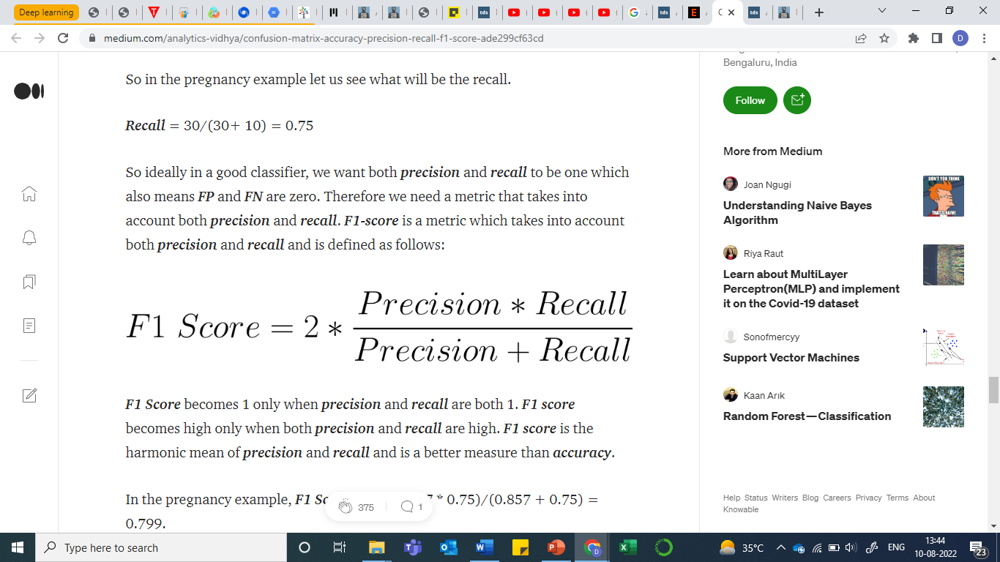 Deep learning
medium.com/analytics-vidhya/confusion-matrix-accuracy-precision-recall-f1-score-ade299cf63cd
So in the pregnancy example let us see what will be the recall.
Recall = 30/(30+ 10) = 0.75
So ideally in a good classifier, we want both precision and recall to be one which
also means FP and FN are zero. Therefore we need a metric that takes into
account both precision and recall. F1-score is a metric which takes into account
both precision and recall and is defined as follows:
F1 Score = 2 * Precision * Recall
Precision + Recall
F1 Score becomes 1 only when precision and recall are both 1. F1 score
becomes high only when both precision and recall are high. F1 score is the
harmonic mean of precision and recall and is a better measure than accuracy.
In the pregnancy example, F1 * 0.75)/(0.857 + 0.75) =
0.799.
375 1
Bengaluru, India
Follow
More from Medium
Joan Ngugi
Understanding Naive Bayes
Algorithm
DON'T YOU THINK
THAT'S NAIVE
Riya Raut
Learn about MultiLayer
Perceptron(MLP) and implement
it on the Covid-19 dataset
Sonofmercyy
Support Vector Machines
Kaan Arık
Random Forest—Classification
Help Status Writers Blog Careers Privacy Terms About
Knowable
Type here to search
35°C
ENG
13:44
10-08-2022
23